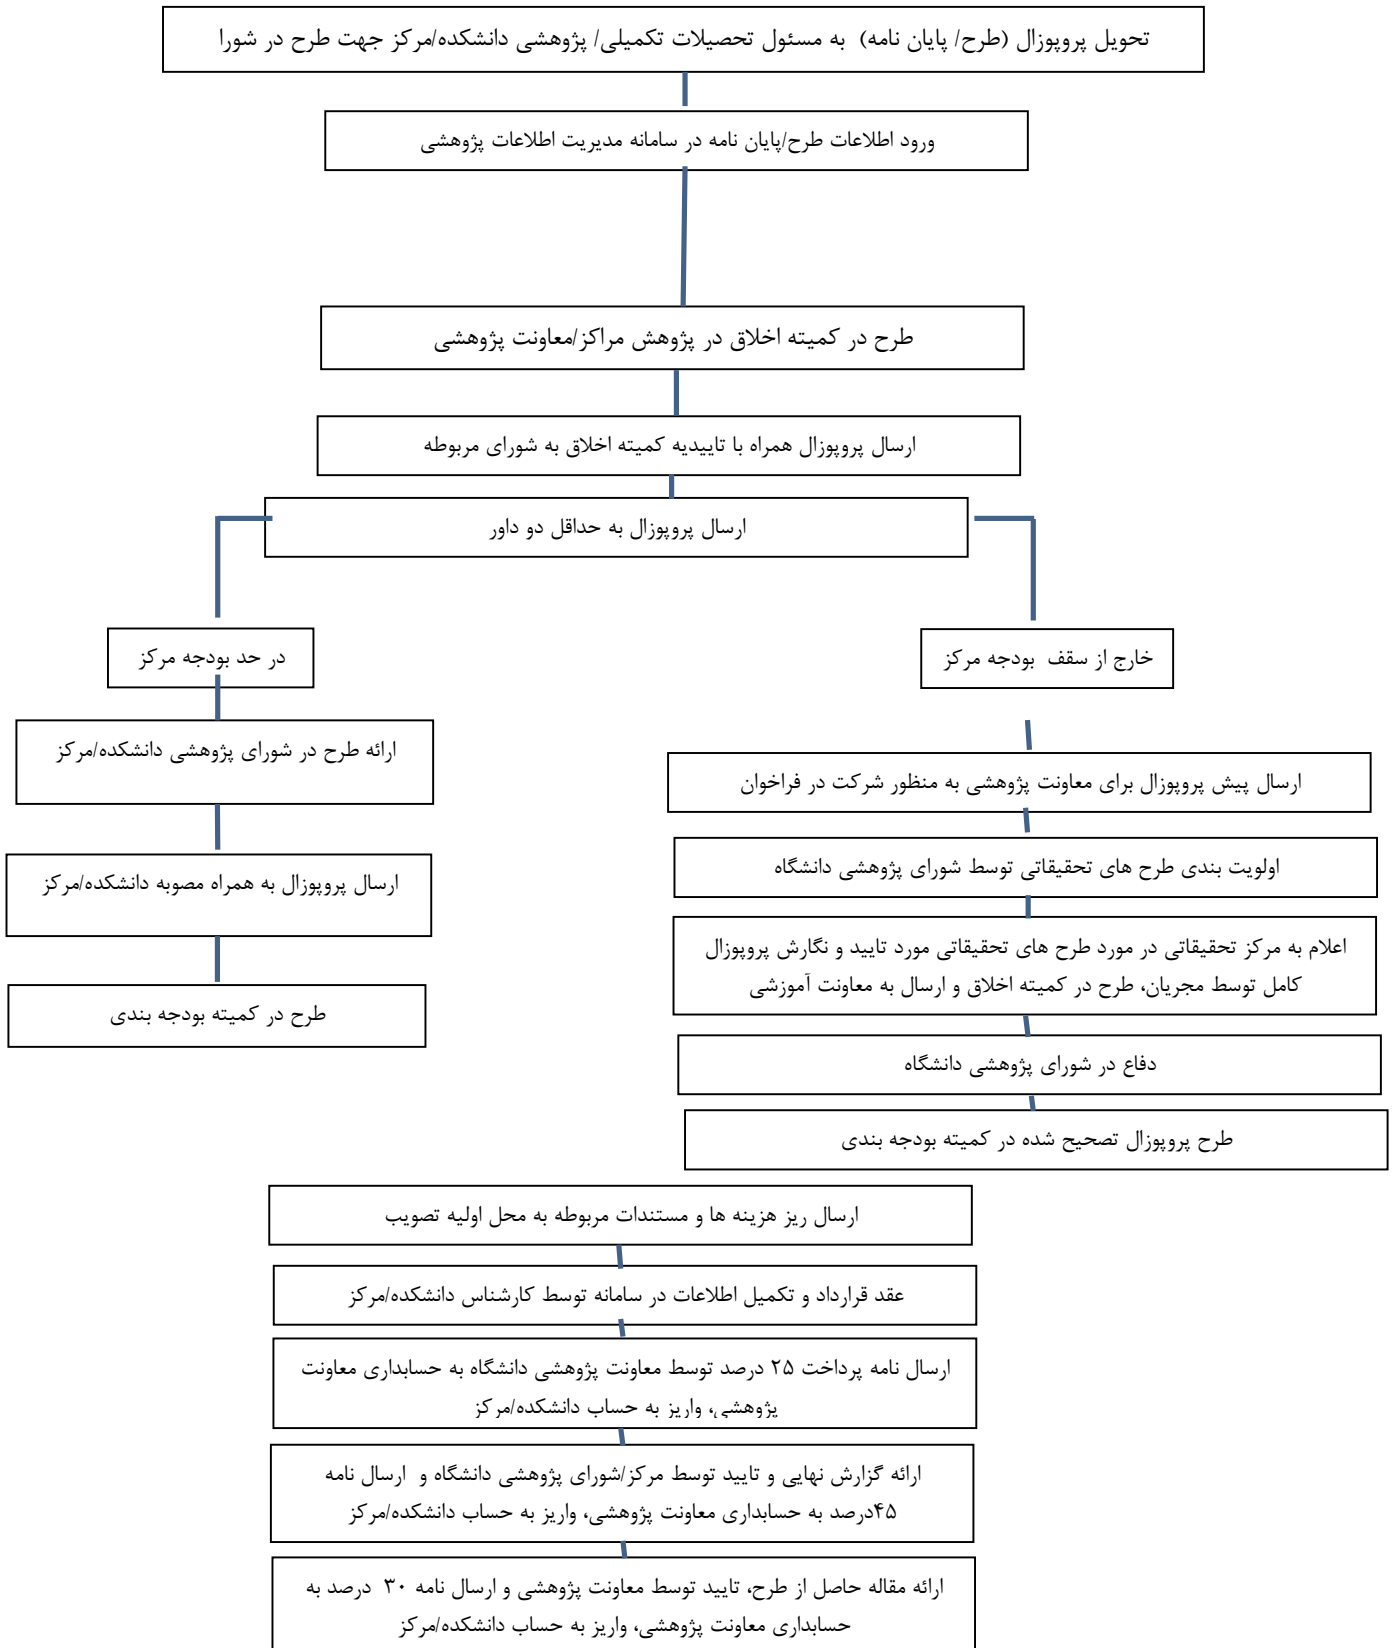 تحویل پروپوزال (طرح/ پایان نامه) به مسئول تحصیلات تکمیلی/ پژوهشی دانشکده/مرکز جهت طرح در شورا
ورود اطلاعات طرح/پایان نامه در سامانه مدیریت اطلاعات پژوهشی
طرح در کمیته اخلاق در پژوهش مراکز/معاونت پژوهشی
ارسال پروپوزال همراه با تاییدیه کمیته اخلاق به شورای مربوطه
ارسال پروپوزال به حداقل دو داور
خارج از سقف بودجه مرکز
ارسال پیش پروپوزال برای معاونت پژوهشی به منظور شرکت در فراخوان
اولویت بندی طرح های تحقیقاتی توسط شورای پژوهشی دانشگاه
اعلام به مرکز تحقیقاتی در مورد طرح های تحقیقاتی مورد تایید و نگارش پروپوزال
کامل توسط مجریان، طرح در کمیته اخلاق و ارسال به معاونت آموزشی
دفاع در شورای پژوهشی دانشگاه
طرح پروپوزال تصحیح شده در کمیته بودجه بندی
در حد بودجه مرکز
ارائه طرح در شورای پژوهشی دانشکده/مرکز
ارسال پروپوزال به همراه مصوبه دانشکده/مرکز
طرح در کمیته بودجه بندی
ارسال ریز هزینه ها و مستندات مربوطه به محل اولیه تصویب
عقد قرارداد و تکمیل اطلاعات در سامانه توسط کارشناس دانشکده/مرکز
ارسال نامه پرداخت ۲۵ درصد توسط معاونت پژوهشی دانشگاه به حسابداری معاونت
پژوهشی، واریز به حساب دانشکده/مرکز
ارائه گزارش نهایی و تایید توسط مرکز/شورای پژوهشی دانشگاه و ارسال نامه
۴۵درصد به حسابداری معاونت پژوهشی، واریز به حساب دانشکده/مرکز
ارائه مقاله حاصل از طرح، تایید توسط معاونت پژوهشی و ارسال نامه ۳۰ درصد به
حسابداری معاونت پژوهشی، واریز به حساب دانشکده/مرکز